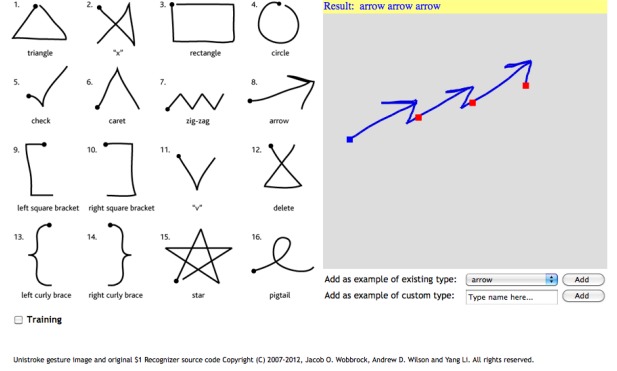 Result: arrow arrow arrow
1. 2. 3. 4.
triangle "x" rectangle circle
5. 6. 7. 8.
check caret zig-zag arrow
9. 10. 11. 12.
left square bracket right square bracket "v" delete
13. 14. 15. 16.
left curly brace right curly brace star pigtail
Add as example of existing type: arrow Add
Add as example of custom type: Type name here... Add
Training
Unistroke gesture image and original $1 Recognizer source code Copyright (C) 2007-2012, Jacob O. Wobbrock, Andrew D. Wilson and Yang Li. All rights reserved.